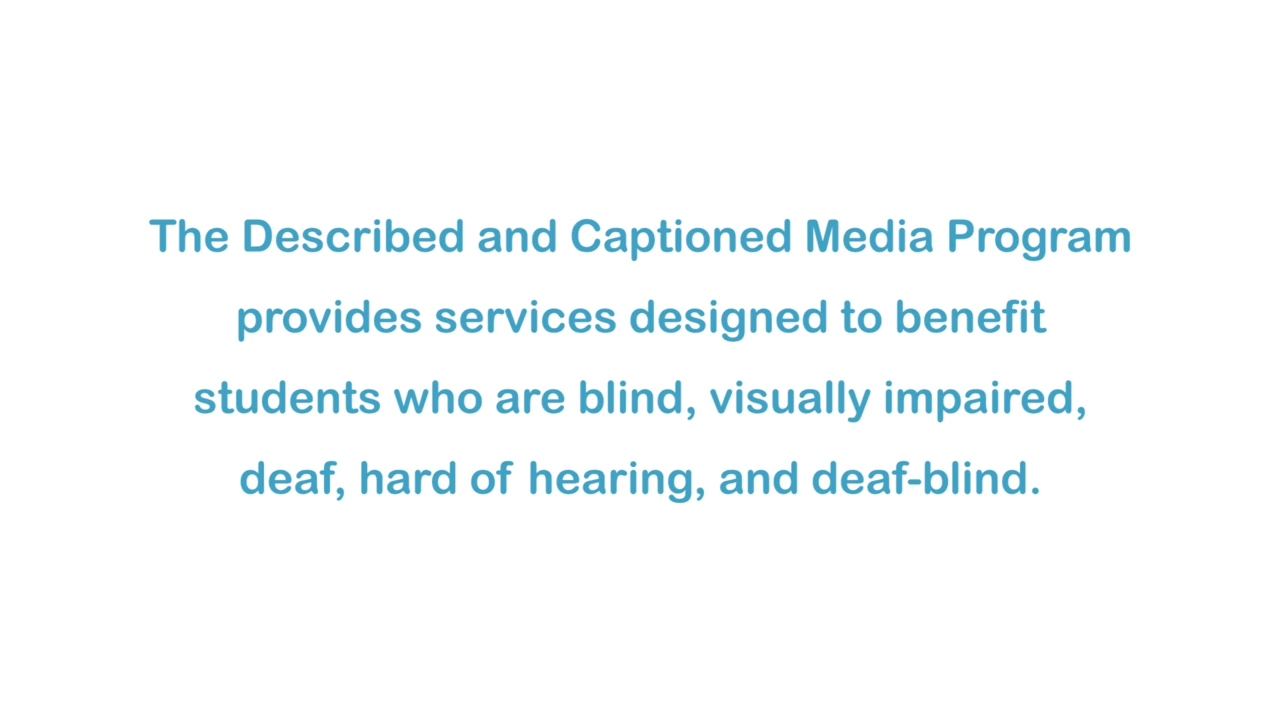 The Described and Captioned Media Program
provides services designed to benefit
students who are blind, visually impaired,
deaf, hard of hearing, and deaf-blind.